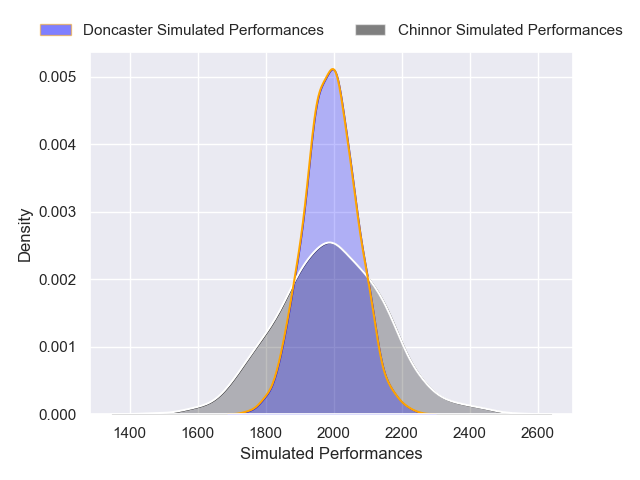 Doncaster Simulated Performances Chinnor Simulated Performances
0.005
0.004
0.003
0.002
0.001
0.000
Density
1400 1600 1800 2000 2200 2400 2600
Simulated Performances